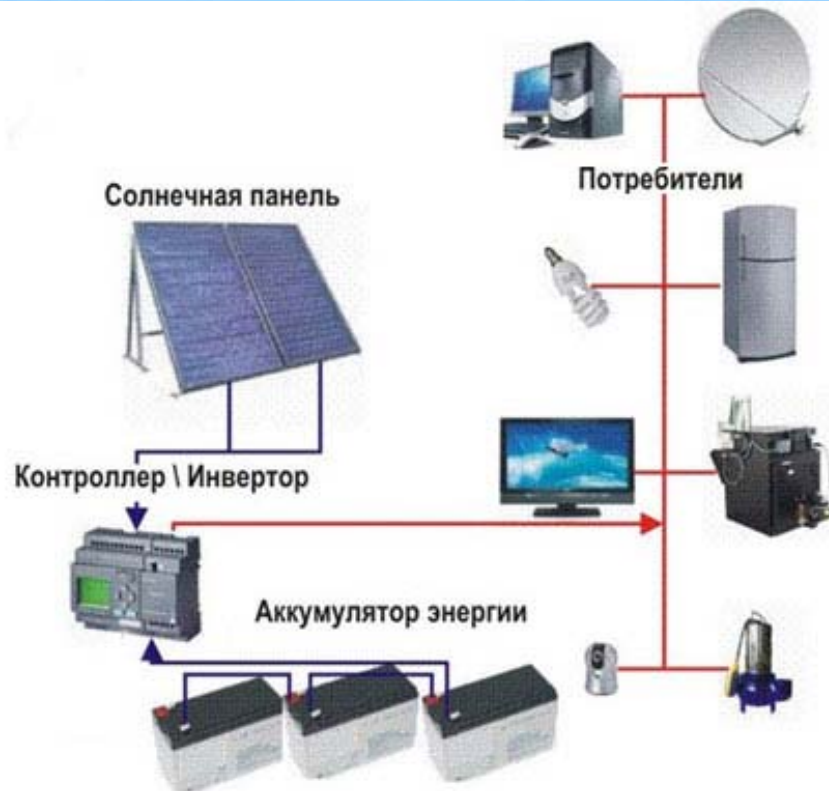 Потребители
Солнечная панель
Контроллер \ Инвертор
Аккумулятор энергии